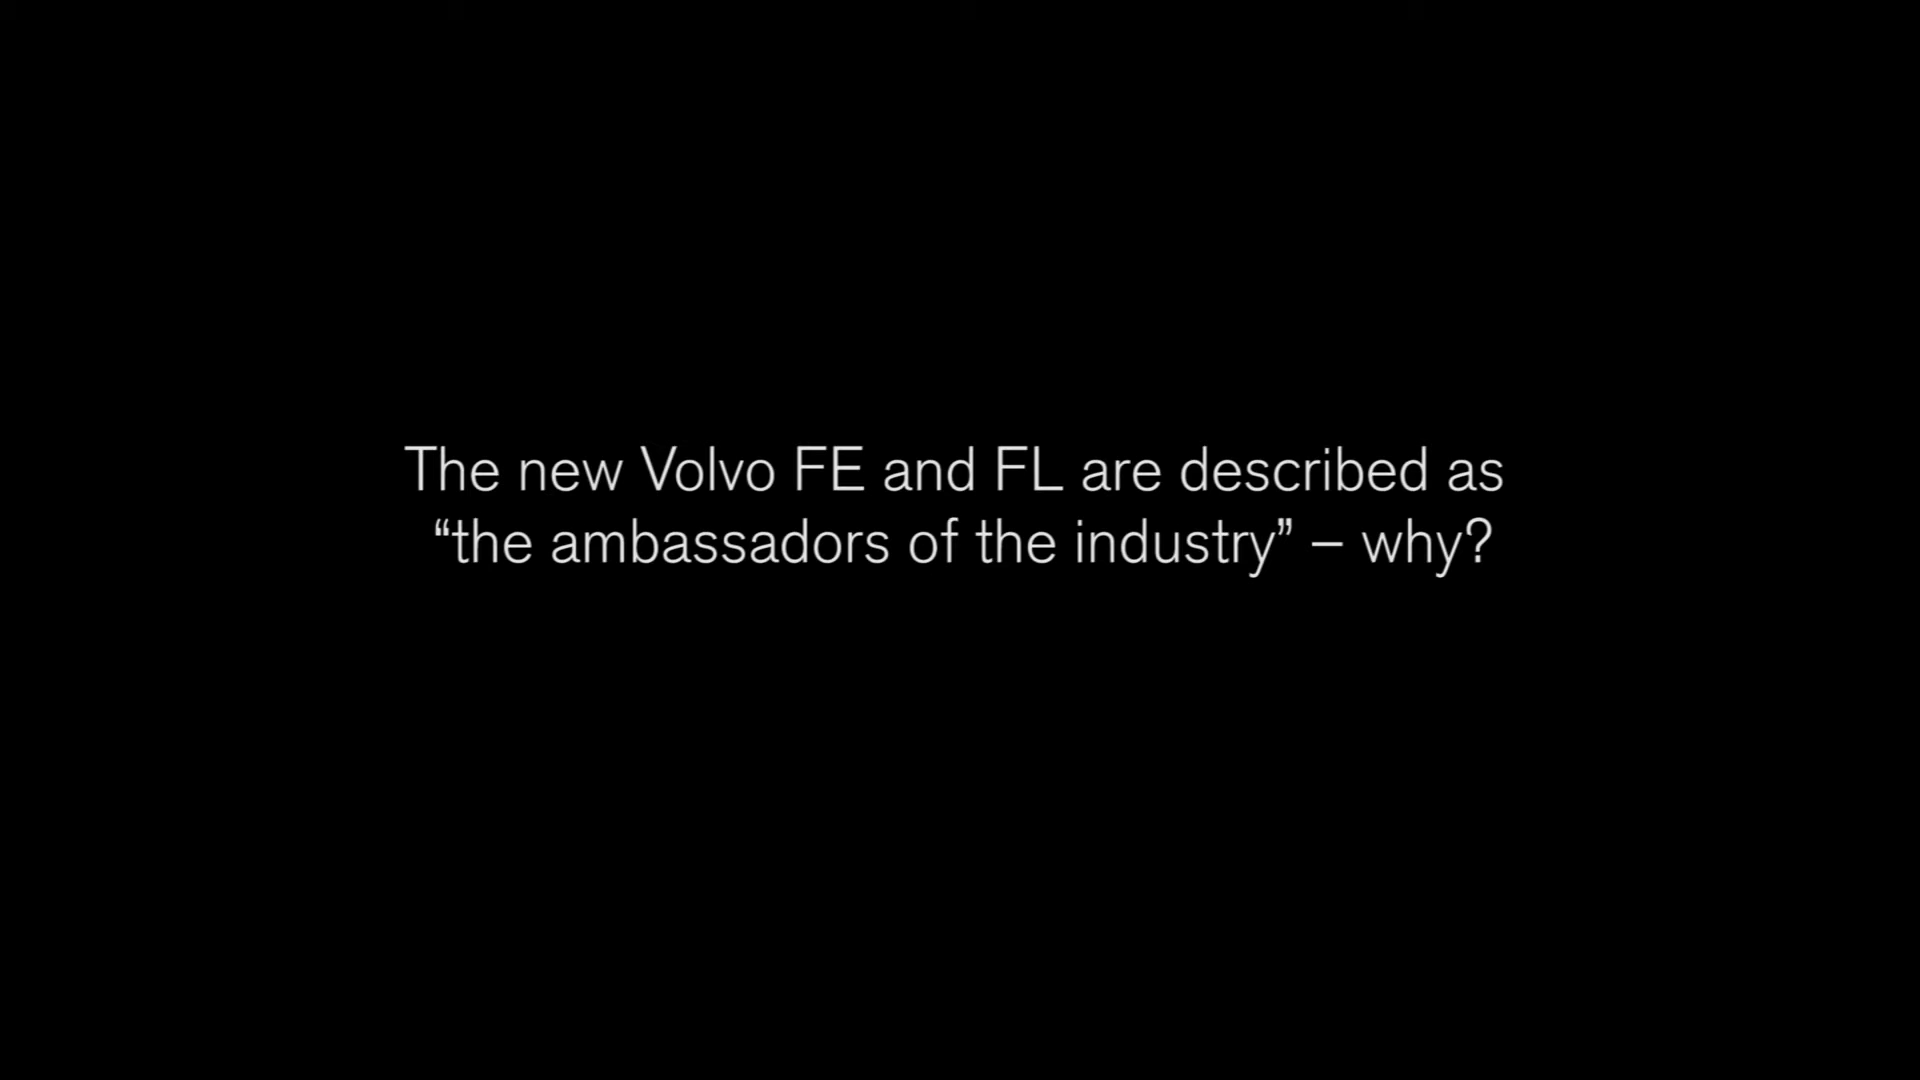 The new Volvo FE and FL are described as
“the ambassadors of the industry” – why?